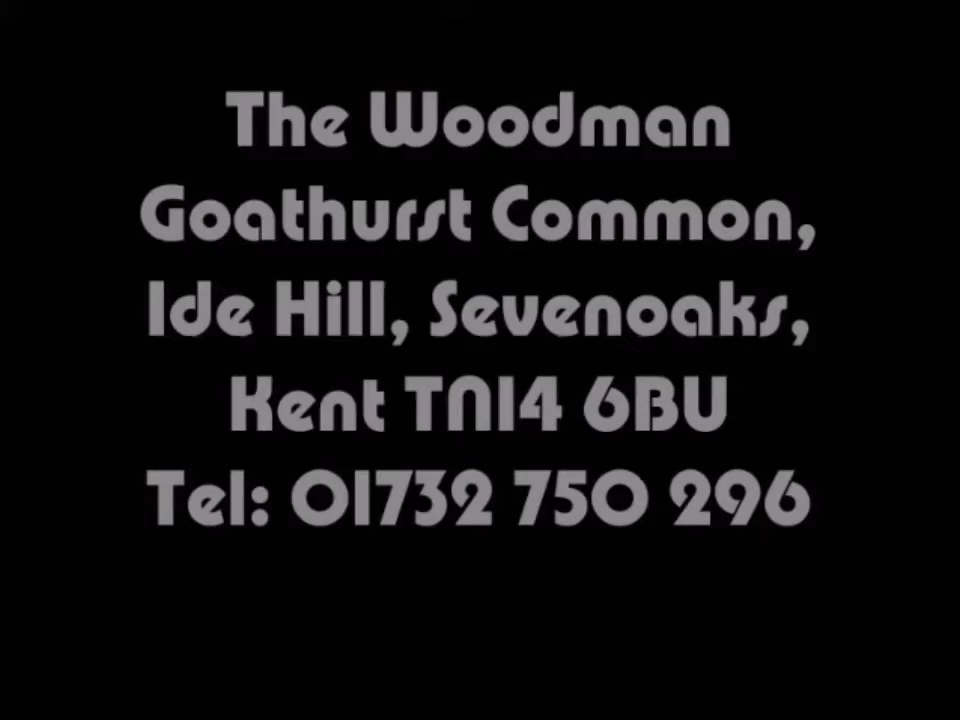 The Woodman
Goathurst Common,
Ide Hill, Sevenoaks,
Kent TN14 6BU
Tel: 01732 750 296